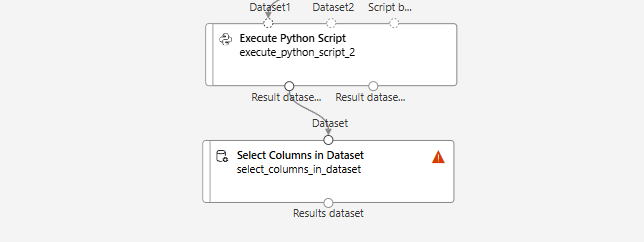 Dataset1 Dataset2 Script b...
Execute Python Script
execute_python_script_2
Result datase... Result datase...
Dataset
Select Columns in Dataset
select_columns_in_dataset
Results dataset